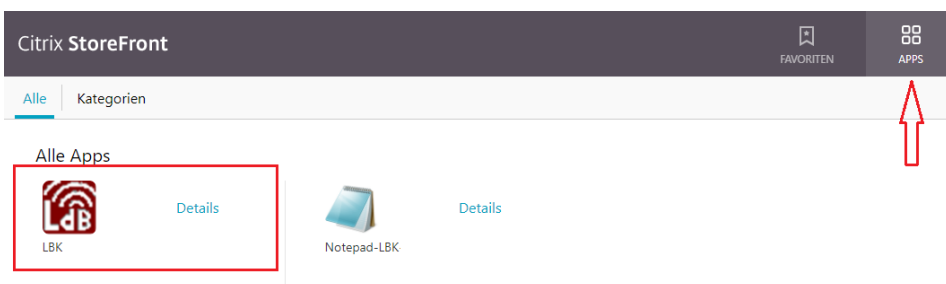 Citrix StoreFront
FAVORITEN
APPS
Alle
Kategorien
Alle Apps
LdB
Details
Details
LBK
Notepad-LBK